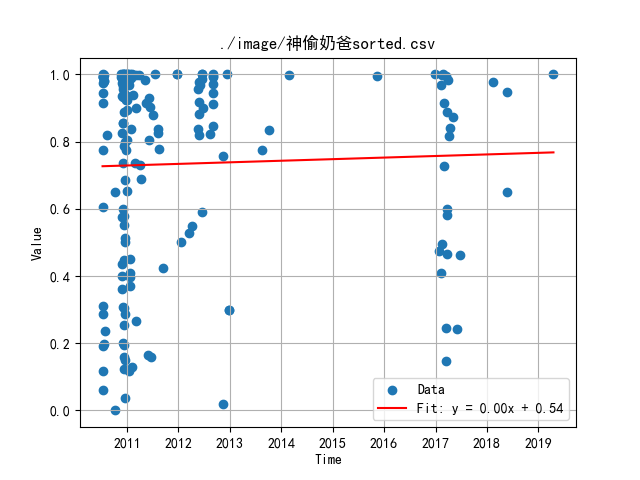 ./image/神偷奶爸sorted.csv
Value
1.0
0.8
0.6
0.4
0.2
0.0
Data
Fit: y = 0.00x + 0.54
2011 2012 2013 2014 2015 2016 2017 2018 2019
Time